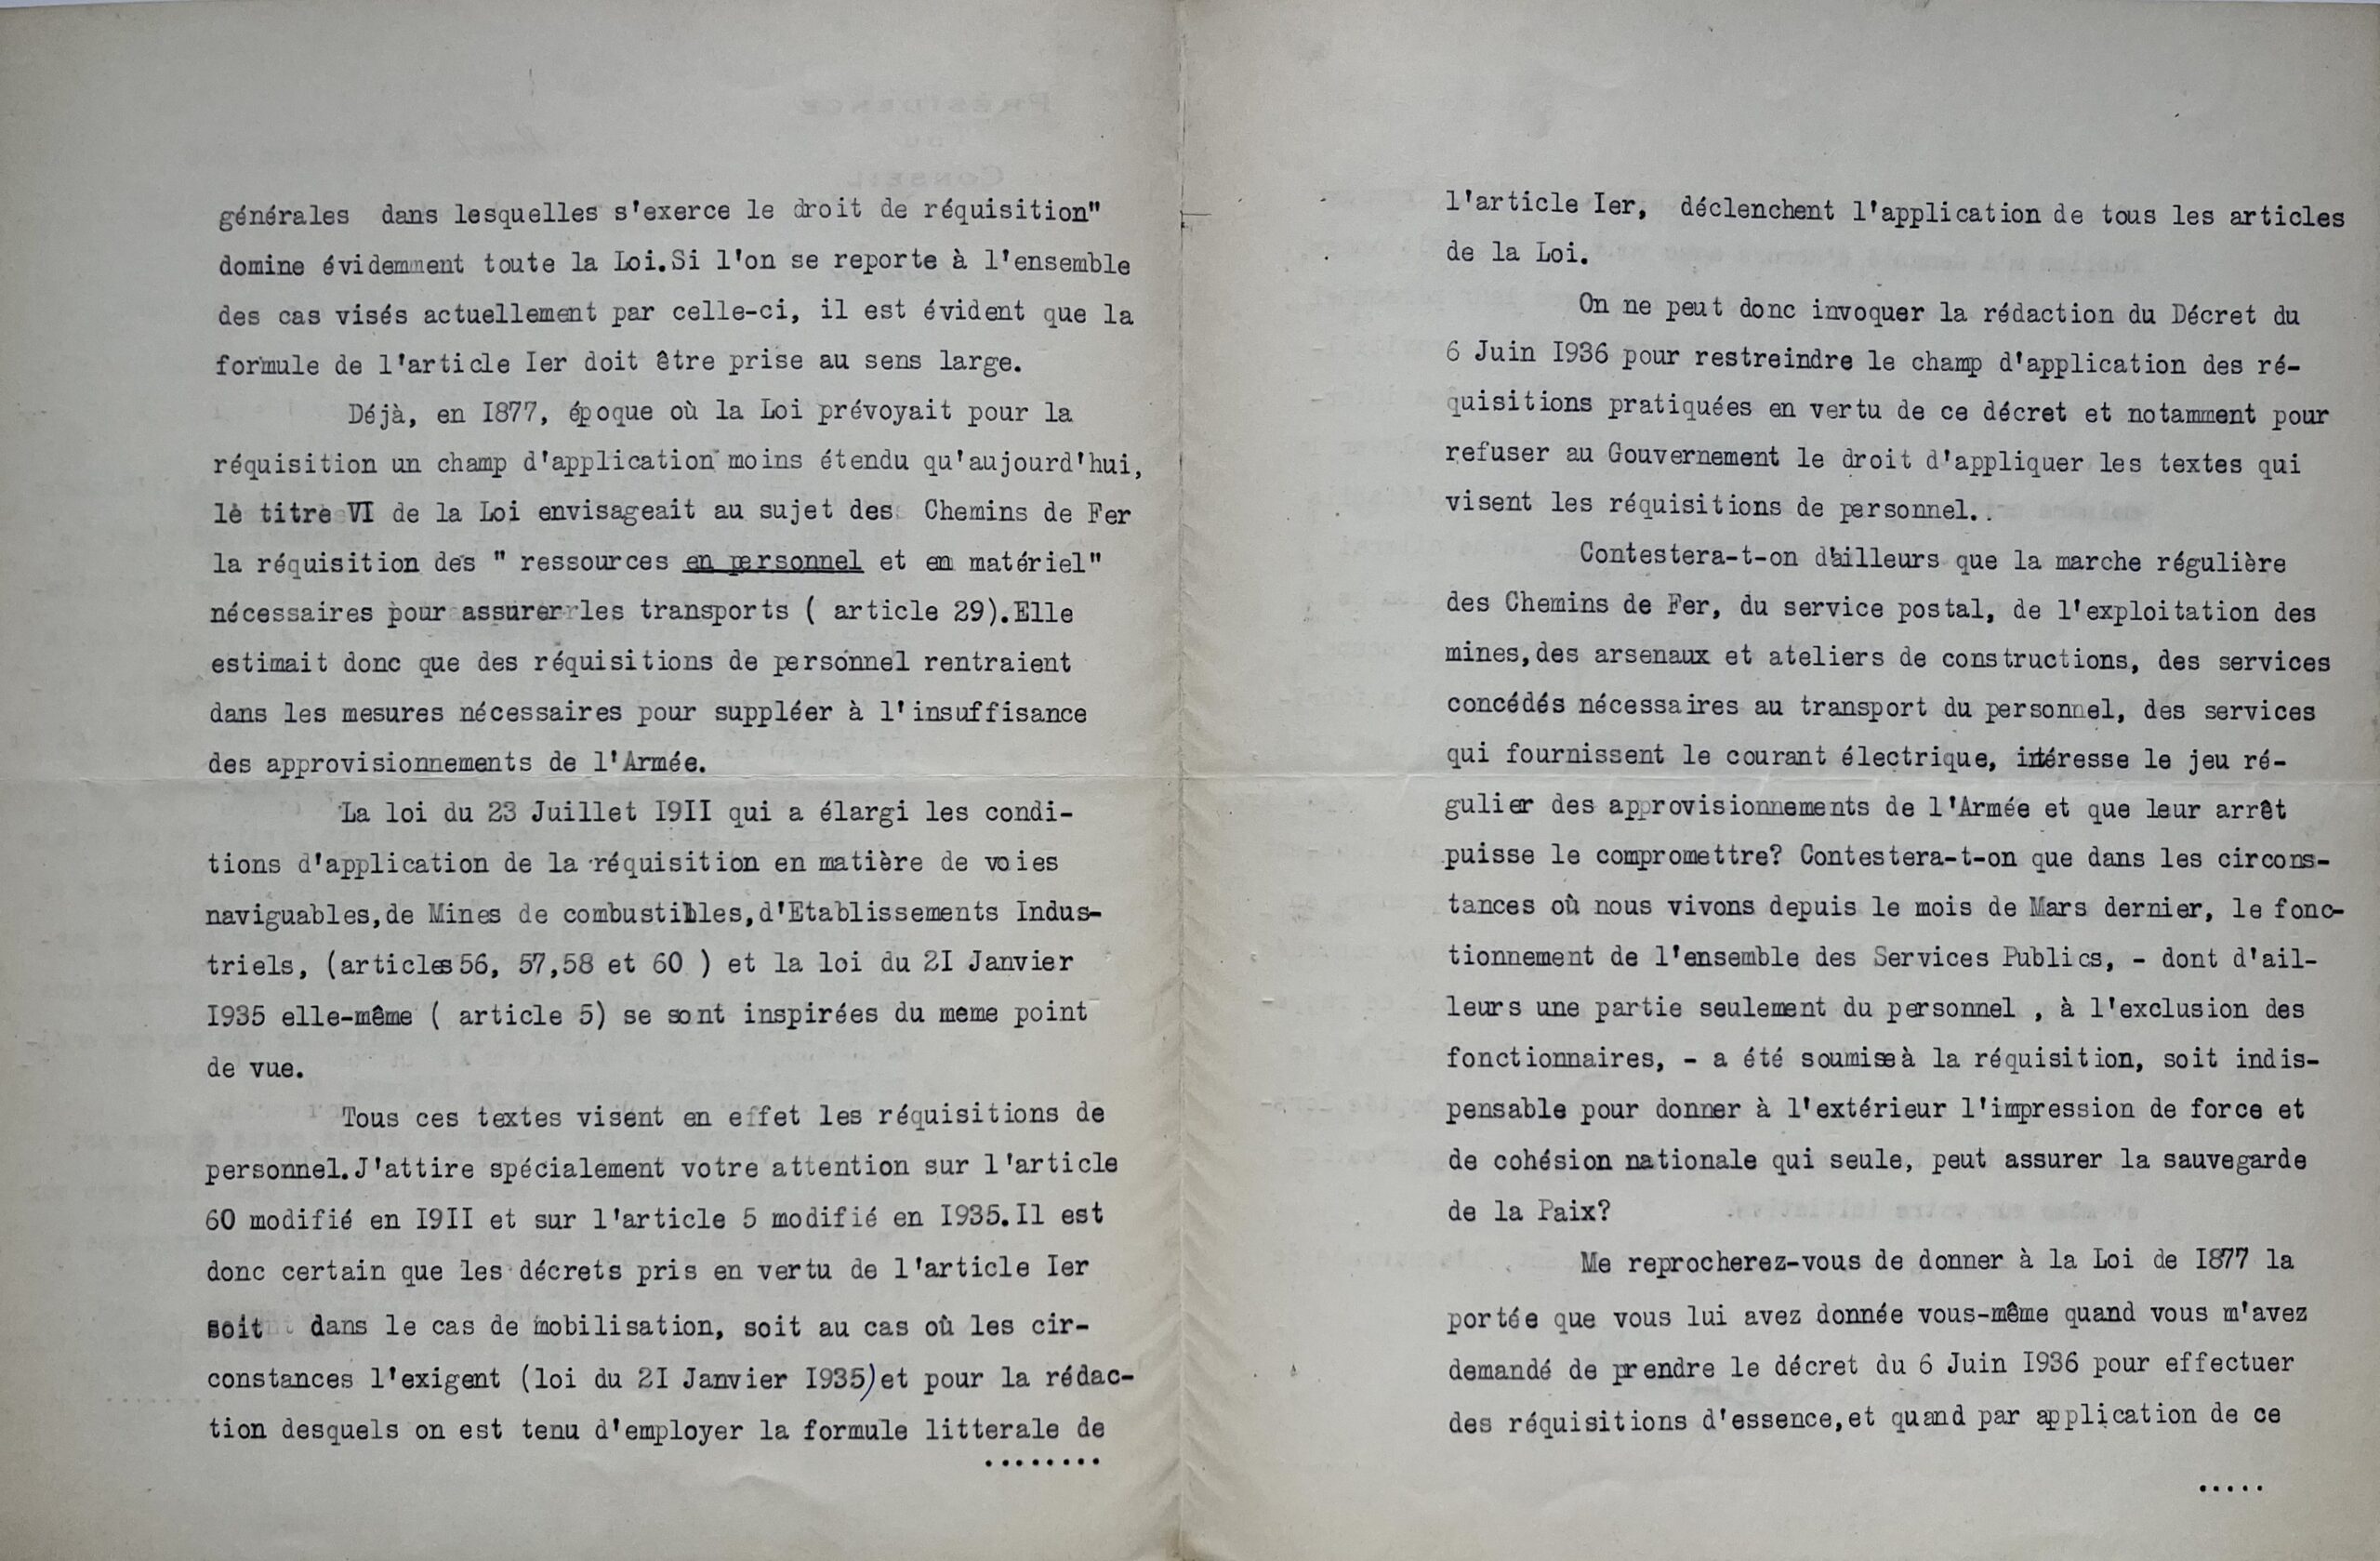 générales dans lesquelles s'exerce le droit de réquisition"
domine évidemment toute la Loi.Si l'on se reporte à l'ensemble
des cas visés actuellement par celle-ci, il est évident que la
formule de l'article Ier doit être prise au sens large.
Déjà, en I877, époque où la Loi prévoyait pour la
réquisition un champ d'application moins étendu qu'aujourd'hui,
le titre VI de la Loi envisageait au sujet des Chemins de Fer
la réquisition des " ressources en personnel et en matériel"
nécessaires pour assurer les transports ( article 29).Elle
estimait donc que des réquisitions de personnel rentraient
dans les mesures nécessaires pour suppléer à l'insuffisance
des approvisionnements de l'Armée.
La loi du 23 Juillet I9II qui a élargi les condi-
tions d'application de la réquisition en matière de voies
naviguables,de Mines de combustibles,d'Etablissements Indus-
triels, (articles 56, 57,58 et 60 ) et la loi du 2I Janvier
I935 elle-même ( article 5) se sont inspirées du meme point
de vue.
Tous ces textes visent en effet les réquisitions de
personnel.J'attire spécialement votre attention sur l'article
60 modifié en I9II et sur l'article 5 modifié en I935.Il est
donc certain que les décrets pris en vertu de l'article Ier
soit dans le cas de mobilisation, soit au cas où les cir-
constances l'exigent (loi du 2I Janvier I935)et pour la rédac-
tion desquels on est tenu d'employer la formule litterale de
........
l'article Ier, déclenchent l'application de tous les articles
de la Loi.
On ne peut donc invoquer la rédaction du Décret du
6 Juin I936 pour restreindre le champ d'application des ré-
quisitions pratiquées en vertu de ce décret et notamment pour
refuser au Gouvernement le droit d'appliquer les textes qui
visent les réquisitions de personnel..
Contestera-t-on d'ailleurs que la marche régulière
des Chemins de Fer, du service postal, de l'exploitation des
mines,des arsenaux et ateliers de constructions, des services
concédés nécessaires au transport du personnel, des services
qui fournissent le courant électrique, intéresse le jeu ré-
gulier des approvisionnements de l'Armée et que leur arrêt
puisse le compromettre? Contestera-t-on que dans les circons-
tances où nous vivons depuis le mois de Mars dernier, le fonc-
tionnement de l'ensemble des Services Publics, - dont d'ail-
leurs une partie seulement du personnel , à l'exclusion des
fonctionnaires, - a été soumise à la réquisition, soit indis-
pensable pour donner à l'extérieur l'impression de force et
de cohésion nationale qui seule, peut assurer la sauvegarde
de la Paix?
Me reprocherez-vous de donner à la Loi de I877 la
portée que vous lui avez donnée vous-même quand vous m'avez
demandé de prendre le décret du 6 Juin I936 pour effectuer
des réquisitions d'essence,et quand par application de ce
.....